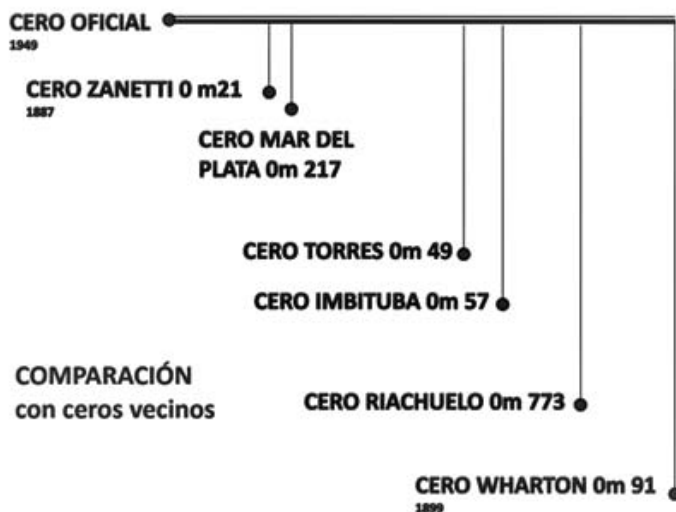 CERO OFICIAL
1949
CERO ZANETTI 0 m21
1887
CERO MAR DEL
PLATA 0m 217
CERO TORRES 0m 49
CERO IMBITUBA 0m 57
COMPARACIÓN
con ceros vecinos
CERO RIACHUELO 0m 773
CERO WHARTON 0m 91
1899